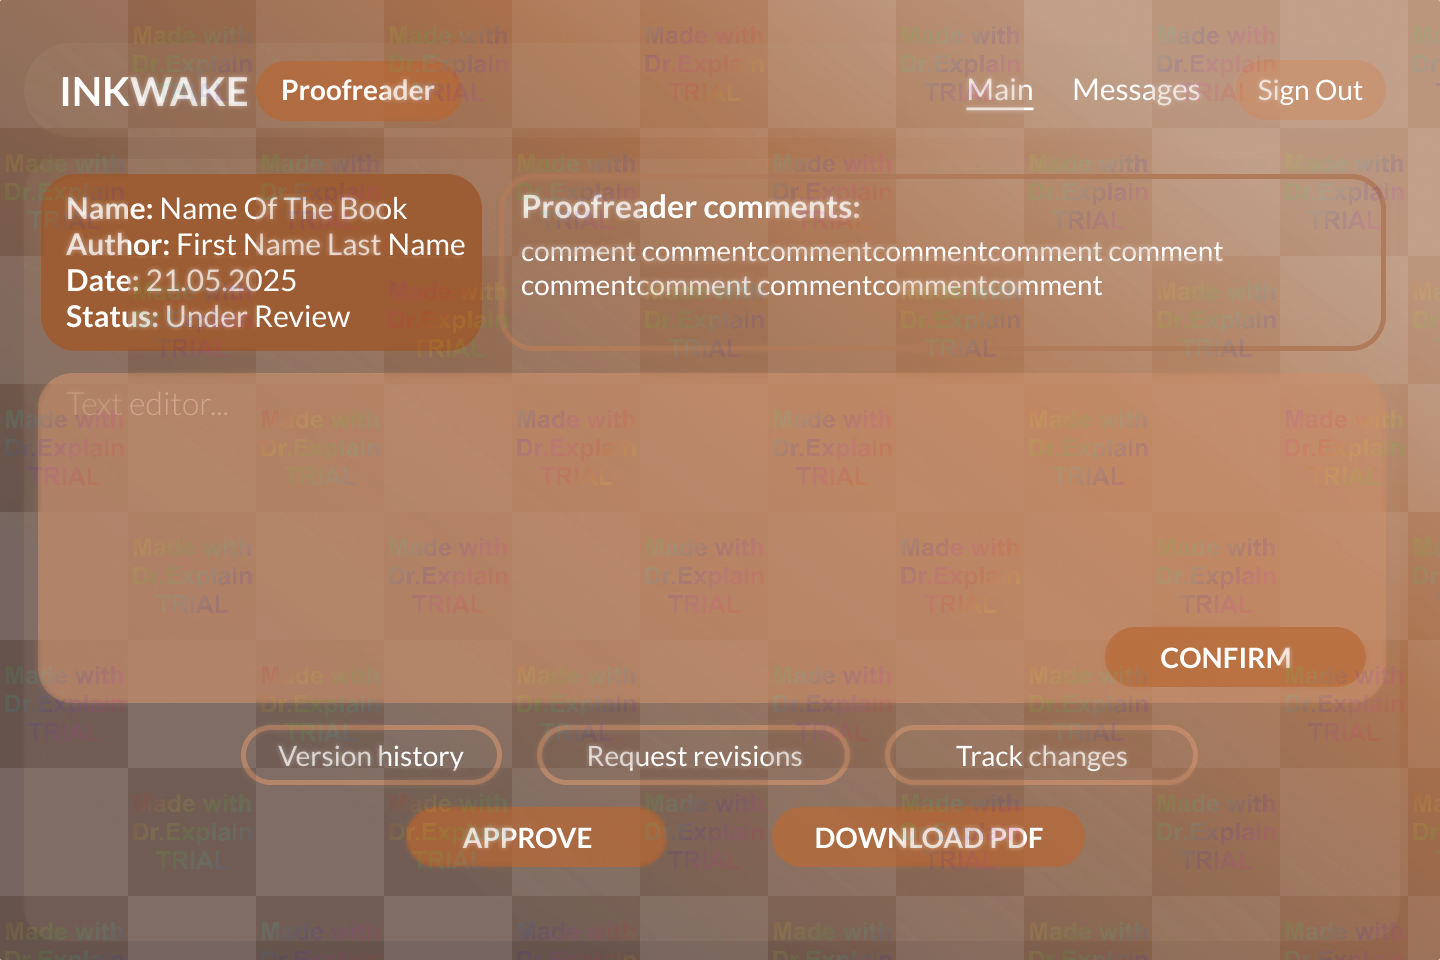 INKWAKE Proofreader Main Messages Sign Out
Name: Name Of The Book
Author: First Name Last Name
Date: 21.05.2025
Status: Under Review
Proofreader comments:
comment commentcommentcommentcomment comment
commentcomment commentcommentcomment
Text editor...
CONFIRM
Version history Request revisions Track changes
APPROVE DOWNLOAD PDF
Made with
Dr.Explain
TRIAL